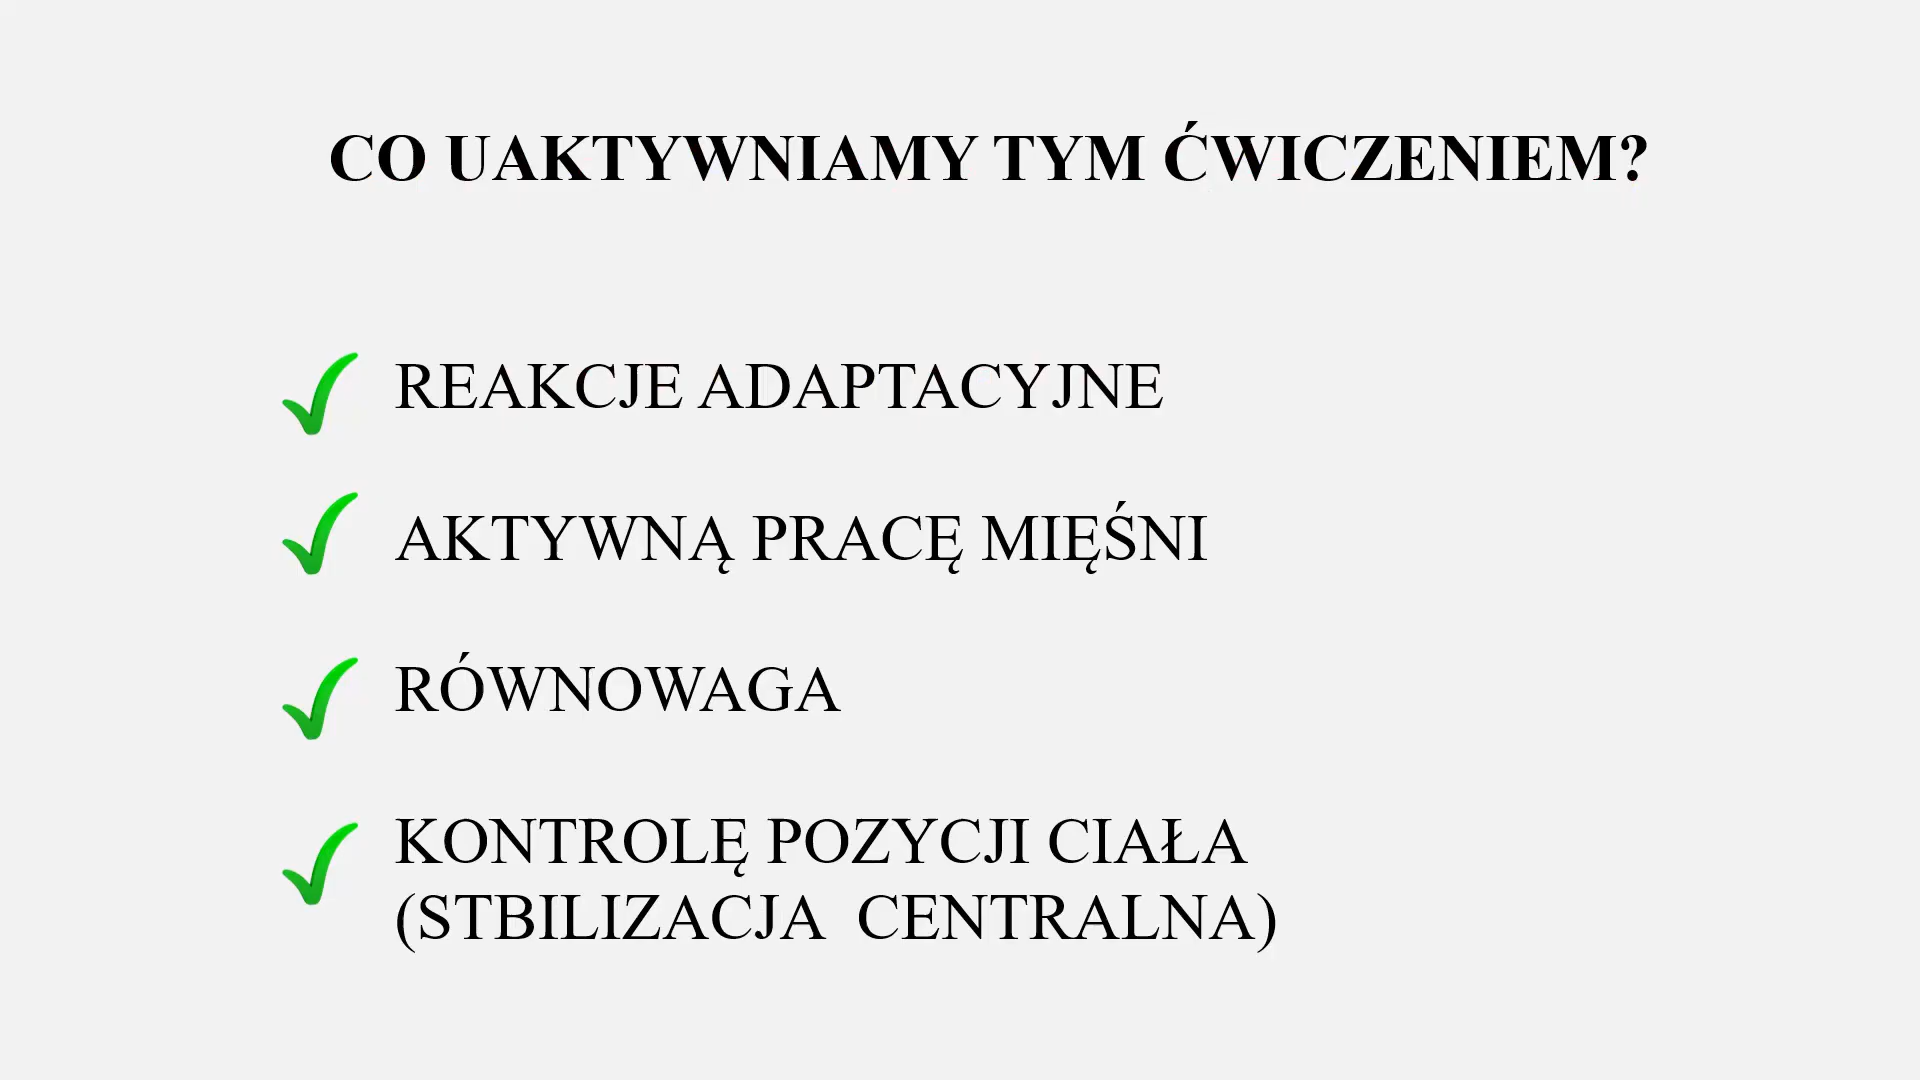 CO UAKTYWNIAMY TYM ĆWICZENIEM?
REAKCJE ADAPTACYJNE
AKTYWNĄ PRACĘ MIĘŚNI
RÓWNOWAGA
KONTROLĘ POZYCJI CIAŁA
(STBILIZACJA  CENTRALNA)